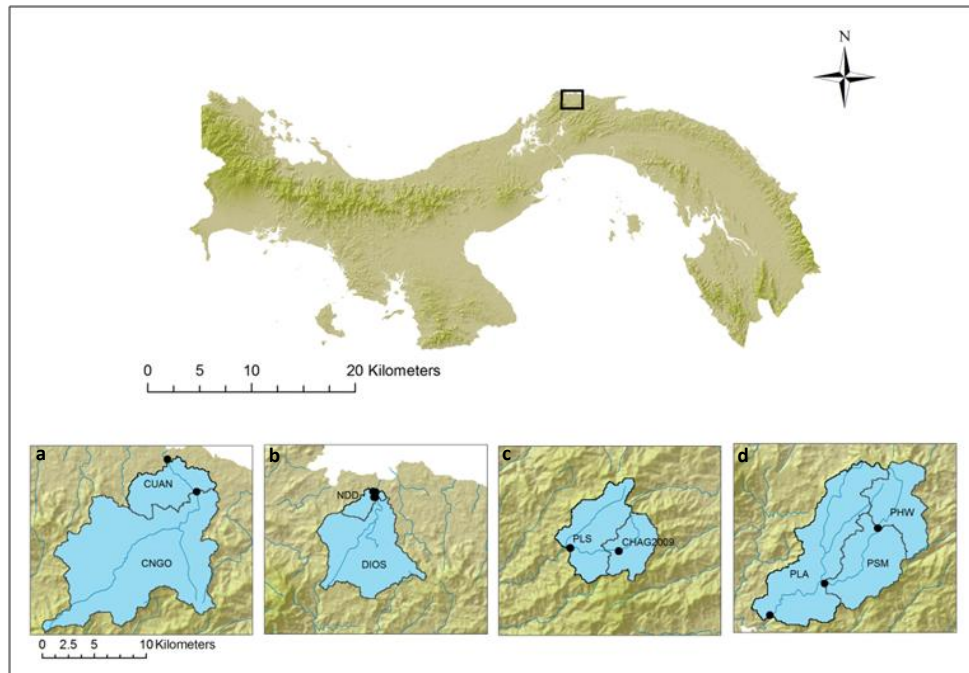 N
0 5 10 20 Kilometers
a
CUAN
CNGO
b
NDD
DIOS
c
PLS
CHAG2009
d
PHW
PLA
PSM
0 2.5 5 10 Kilometers